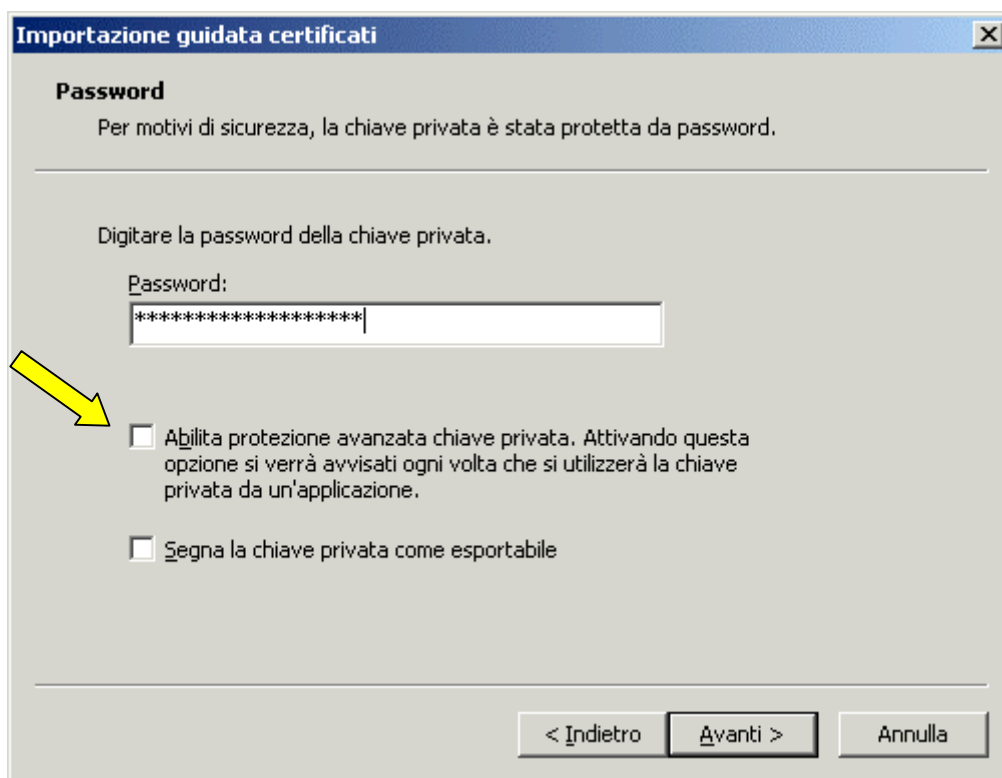 Importazione guidata certificati
Password
Per motivi di sicurezza, la chiave privata è stata protetta da password.
Digitare la password della chiave privata.
Password:
*******************
Abilita protezione avanzata chiave privata. Attivando questa
opzione si verrà avvisati ogni volta che si utilizzerà la chiave
privata da un'applicazione.
Segna la chiave privata come esportabile
< Indietro
Avanti >
Annulla